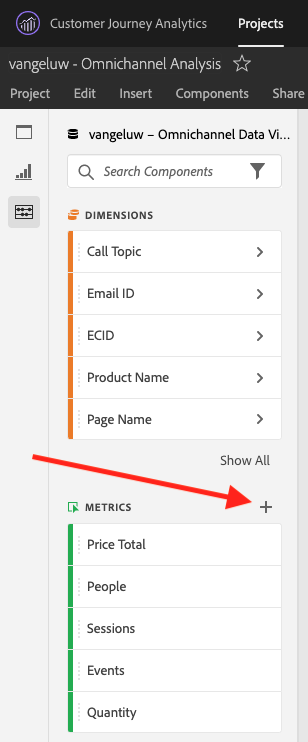 Customer Journey Analytics Projects
vangeluw - Omnichannel Analysis
Project Edit Insert Components Share
vangeluw – Omnichannel Data Vi...
Search Components
DIMENSIONS
Call Topic
Email ID
ECID
Product Name
Page Name
Show All
METRICS
Price Total
People
Sessions
Events
Quantity